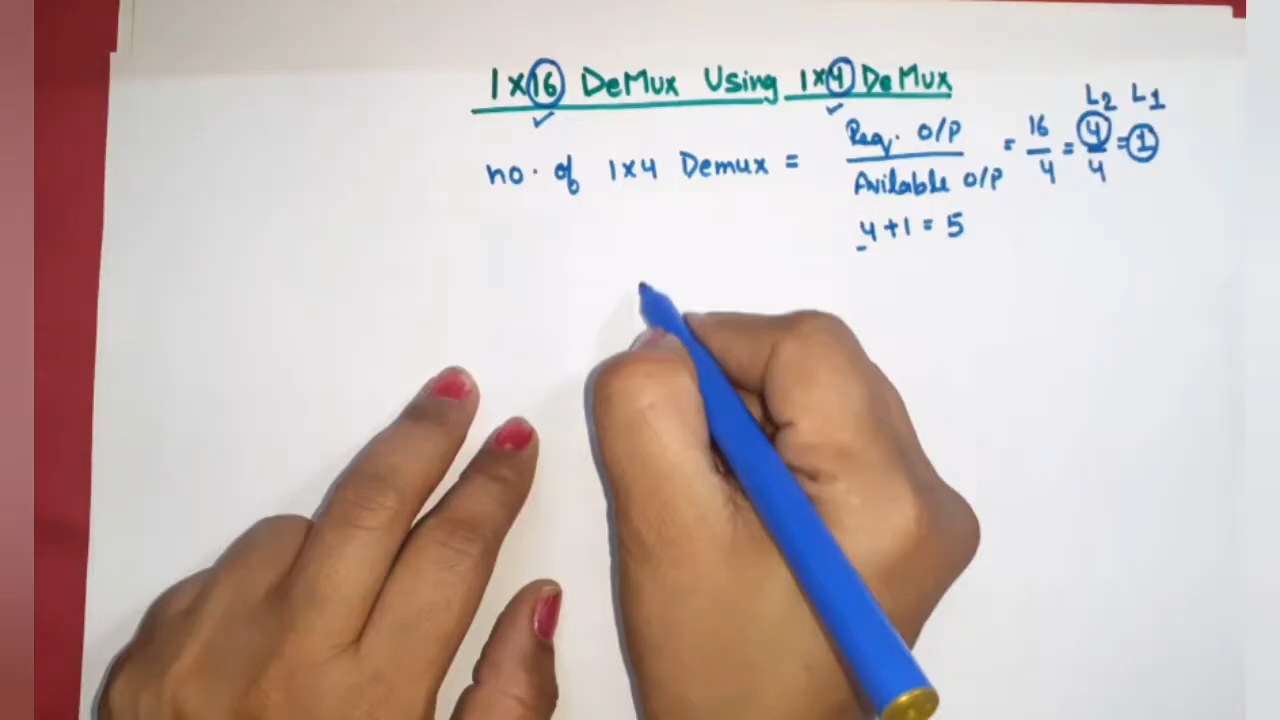 1x16 DeMux Using 1x4 DeMux
L2 L1
no. of 1x4 Demux = Req. O/P / Avilable O/P = 16/4 = 4/4 = 1
4+1 = 5